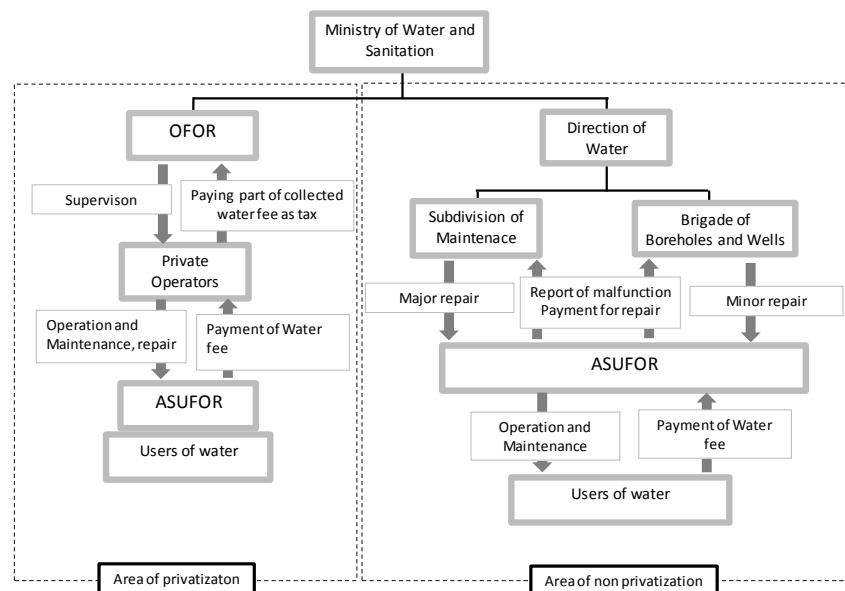 Ministry of Water and
Sanitation
OFOR
Supervison
Paying part of collected
water fee as tax
Private
Operators
Operation and
Maintenance, repair
Payment of Water
fee
ASUFOR
Users of water
Area of privatizaton
Direction of
Water
Subdivision of
Maintenace
Brigade of
Boreholes and Wells
Major repair
Report of malfunction
Payment for repair
Minor repair
ASUFOR
Operation and
Maintenance
Payment of Water
fee
Users of water
Area of non privatization